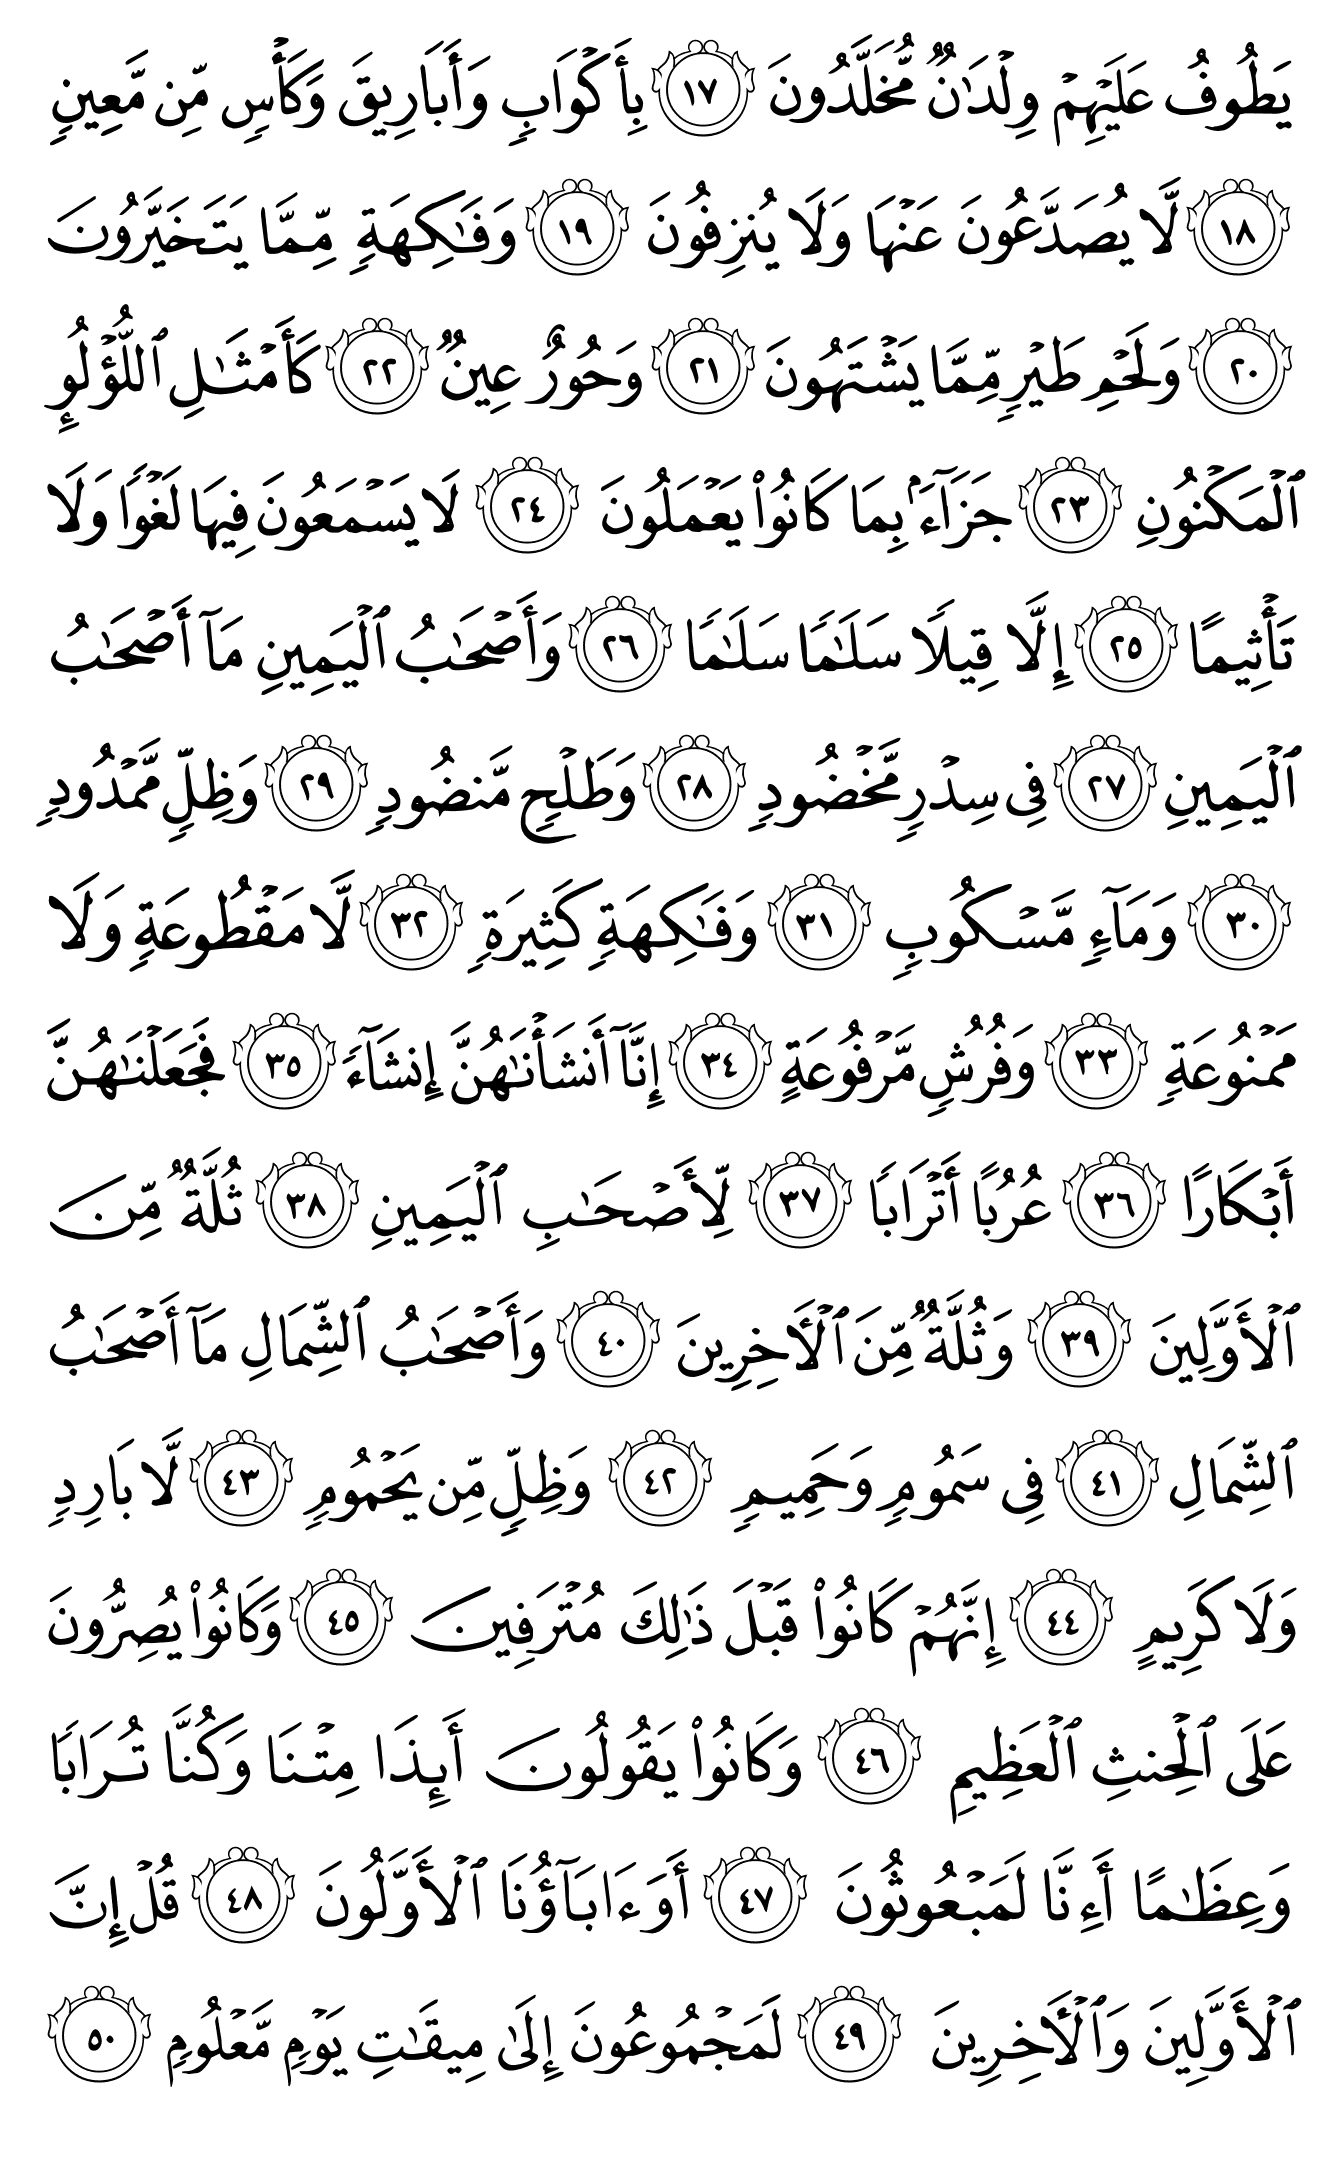 يَطُوفُ عَلَيۡهِمۡ وِلۡدَٰنٞ مُّخَلَّدُونَ ١٧ بِأَكۡوَابٖ وَأَبَارِيقَ وَكَأۡسٖ مِّن مَّعِينٖ
١٨ لَّا يُصَدَّعُونَ عَنۡهَا وَلَا يُنزِفُونَ ١٩ وَفَٰكِهَةٖ مِّمَّا يَتَخَيَّرُونَ
٢٠ وَلَحۡمِ طَيۡرٖ مِّمَّا يَشۡتَهُونَ ٢١ وَحُورٌ عِينٞ ٢٢ كَأَمۡثَٰلِ ٱللُّؤۡلُوِٕ
ٱلۡمَكۡنُونِ ٢٣ جَزَآءَۢ بِمَا كَانُواْ يَعۡمَلُونَ ٢٤ لَا يَسۡمَعُونَ فِيهَا لَغۡوٗا وَلَا
تَأۡثِيمًا ٢٥ إِلَّا قِيلٗا سَلَٰمٗا سَلَٰمٗا ٢٦ وَأَصۡحَٰبُ ٱلۡيَمِينِ مَآ أَصۡحَٰبُ
ٱلۡيَمِينِ ٢٧ فِي سِدۡرٖ مَّخۡضُودٖ ٢٨ وَطَلۡحٖ مَّنضُودٖ ٢٩ وَظِلّٖ مَّمۡدُودٖ
٣٠ وَمَآءٖ مَّسۡكُوبٖ ٣١ وَفَٰكِهَةٖ كَثِيرَةٖ ٣٢ لَّا مَقۡطُوعَةٖ وَلَا
مَمۡنُوعَةٖ ٣٣ وَفُرُشٖ مَّرۡفُوعَةٍ ٣٤ إِنَّآ أَنشَأۡنَٰهُنَّ إِنشَآءٗ ٣٥ فَجَعَلۡنَٰهُنَّ
أَبۡكَارًا ٣٦ عُرُبًا أَتۡرَابٗا ٣٧ لِّأَصۡحَٰبِ ٱلۡيَمِينِ ٣٨ ثُلَّةٞ مِّنَ
ٱلۡأَوَّلِينَ ٣٩ وَثُلَّةٞ مِّنَ ٱلۡأٓخِرِينَ ٤٠ وَأَصۡحَٰبُ ٱلشِّمَالِ مَآ أَصۡحَٰبُ
ٱلشِّمَالِ ٤١ فِي سَمُومٖ وَحَمِيمٖ ٤٢ وَظِلّٖ مِّن يَحۡمُومٖ ٤٣ لَّا بَارِدٖ
وَلَا كَرِيمٍ ٤٤ إِنَّهُمۡ كَانُواْ قَبۡلَ ذَٰلِكَ مُتۡرَفِينَ ٤٥ وَكَانُواْ يُصِرُّونَ
عَلَى ٱلۡحِنثِ ٱلۡعَظِيمِ ٤٦ وَكَانُواْ يَقُولُونَ أَئِذَا مِتۡنَا وَكُنَّا تُرَابٗا
وَعِظَٰمًا أَءِنَّا لَمَبۡعُوثُونَ ٤٧ أَوَءَابَآؤُنَا ٱلۡأَوَّلُونَ ٤٨ قُلۡ إِنَّ
ٱلۡأَوَّلِينَ وَٱلۡأٓخِرِينَ ٤٩ لَمَجۡمُوعُونَ إِلَىٰ مِيقَٰتِ يَوۡمٖ مَّعۡلُومٖ ٥٠